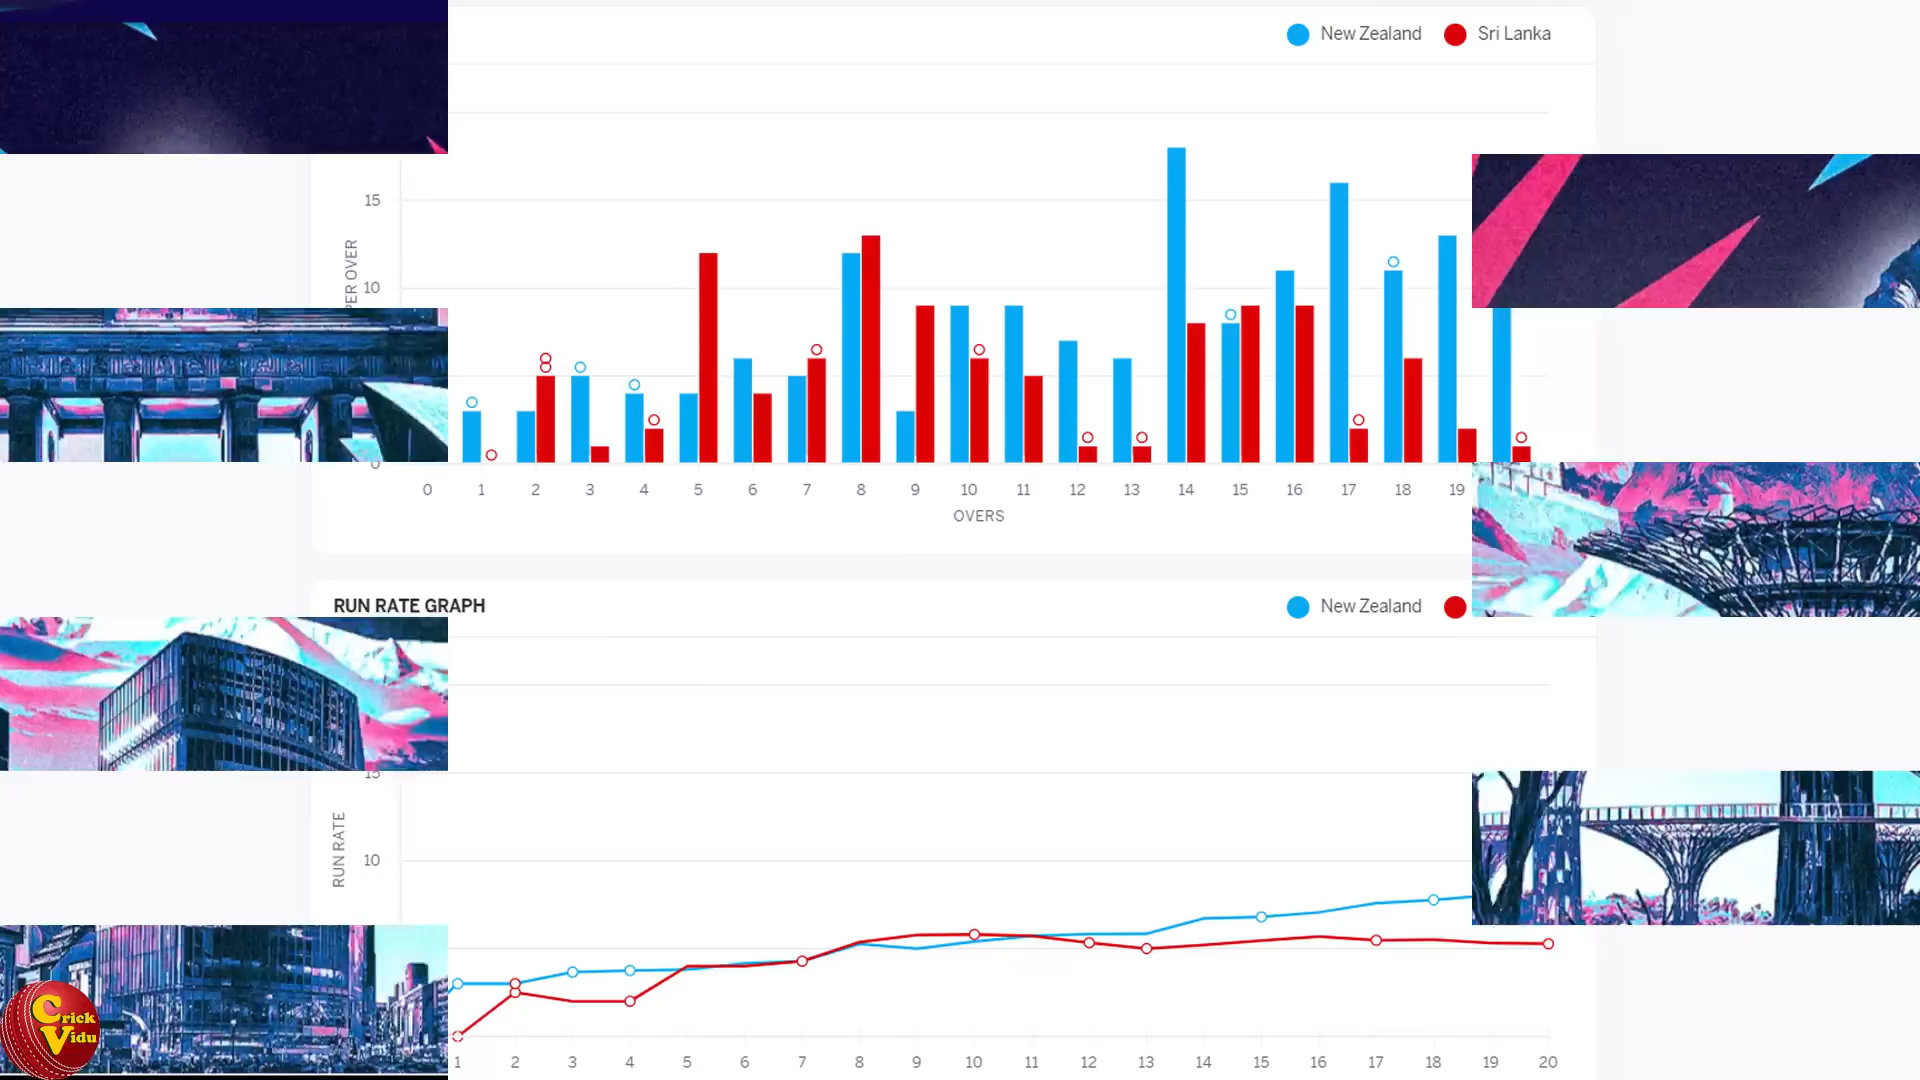 New Zealand Sri Lanka
15
PER OVER
10
0
0 1 2 3 4 5 6 7 8 9 10 11 12 13 14 15 16 17 18 19
OVERS
RUN RATE GRAPH
New Zealand
15
RUN RATE
10
1 2 3 4 5 6 7 8 9 10 11 12 13 14 15 16 17 18 19 20
Crick
Vidu